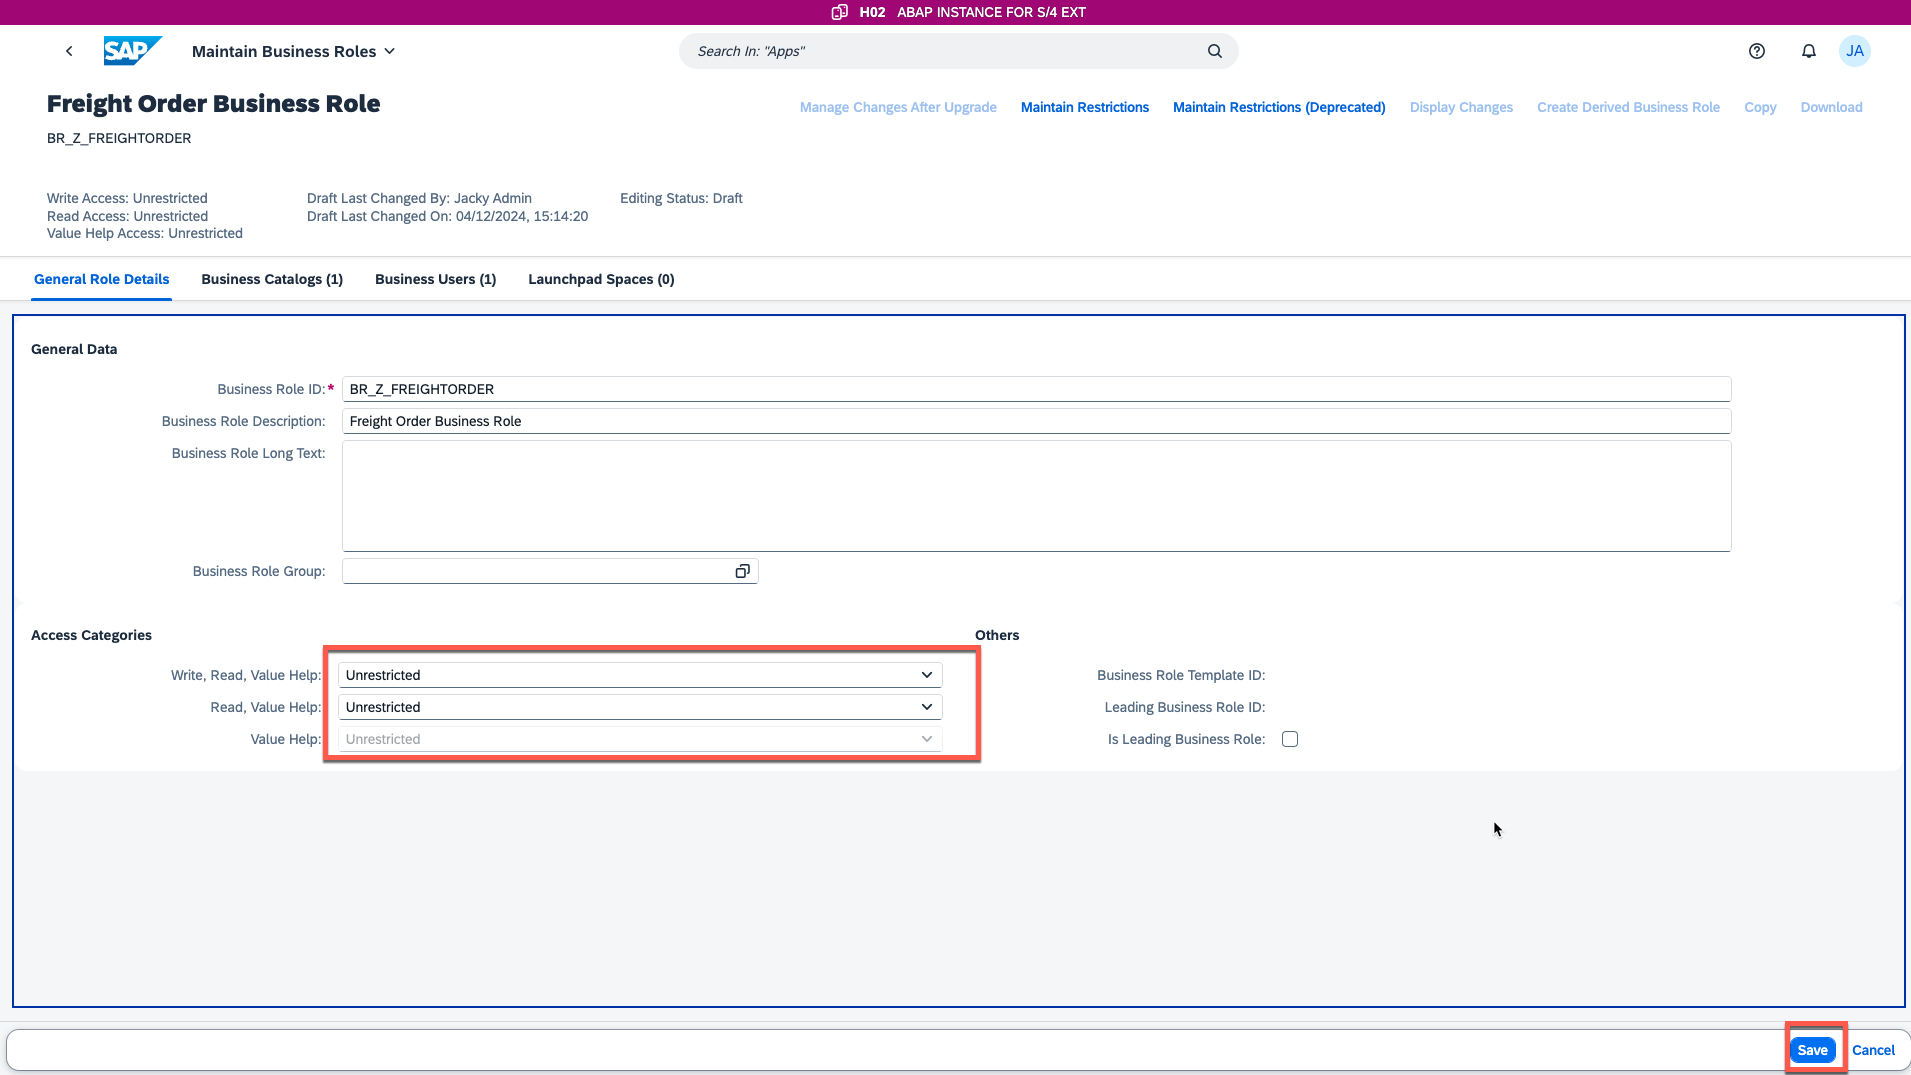 H02 ABAP INSTANCE FOR S/4 EXT
SAP Maintain Business Roles
Search In: "Apps"
JA
Freight Order Business Role
Manage Changes After Upgrade Maintain Restrictions Maintain Restrictions (Deprecated) Display Changes Create Derived Business Role Copy Download
BR_Z_FREIGHTORDER
Write Access: Unrestricted Draft Last Changed By: Jacky Admin Editing Status: Draft
Read Access: Unrestricted Draft Last Changed On: 04/12/2024, 15:14:20
Value Help Access: Unrestricted
General Role Details Business Catalogs (1) Business Users (1) Launchpad Spaces (0)
General Data
Business Role ID:* BR_Z_FREIGHTORDER
Business Role Description: Freight Order Business Role
Business Role Long Text:
Business Role Group:
Access Categories Others
Write, Read, Value Help: Unrestricted Business Role Template ID:
Read, Value Help: Unrestricted Leading Business Role ID:
Value Help: Unrestricted Is Leading Business Role:
Save Cancel